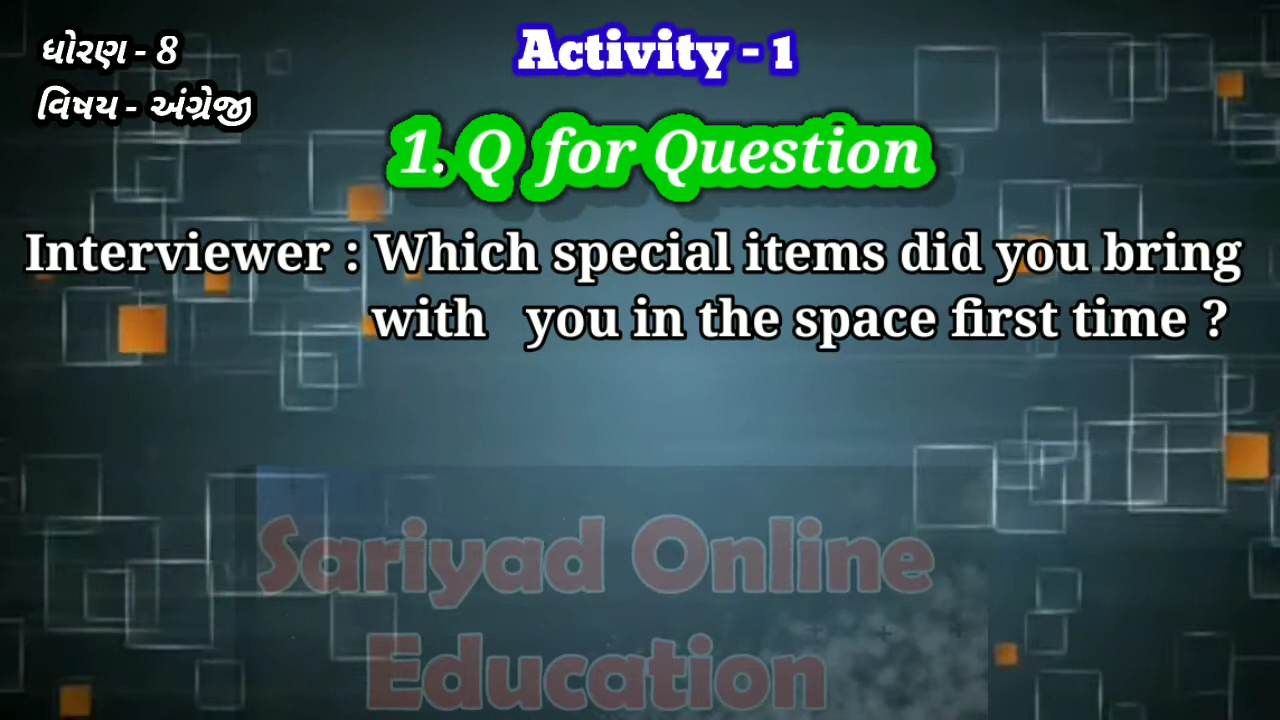 ધોરણ - 8
વિષય - અંગ્રેજી
Activity - 1
1. Q for Question
Interviewer : Which special items did you bring
with you in the space first time ?
Sariyad Online
Education